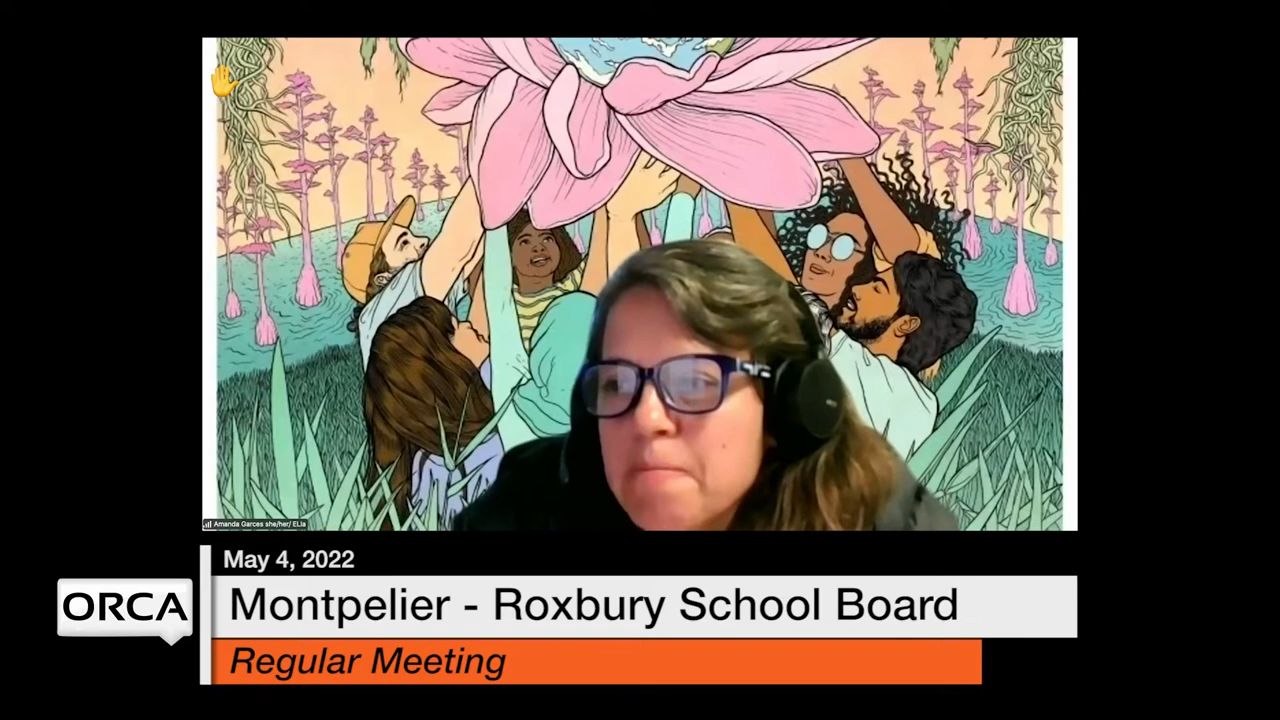 Amanda Garces she/her/ ELia
May 4, 2022
ORCA
Montpelier - Roxbury School Board
Regular Meeting